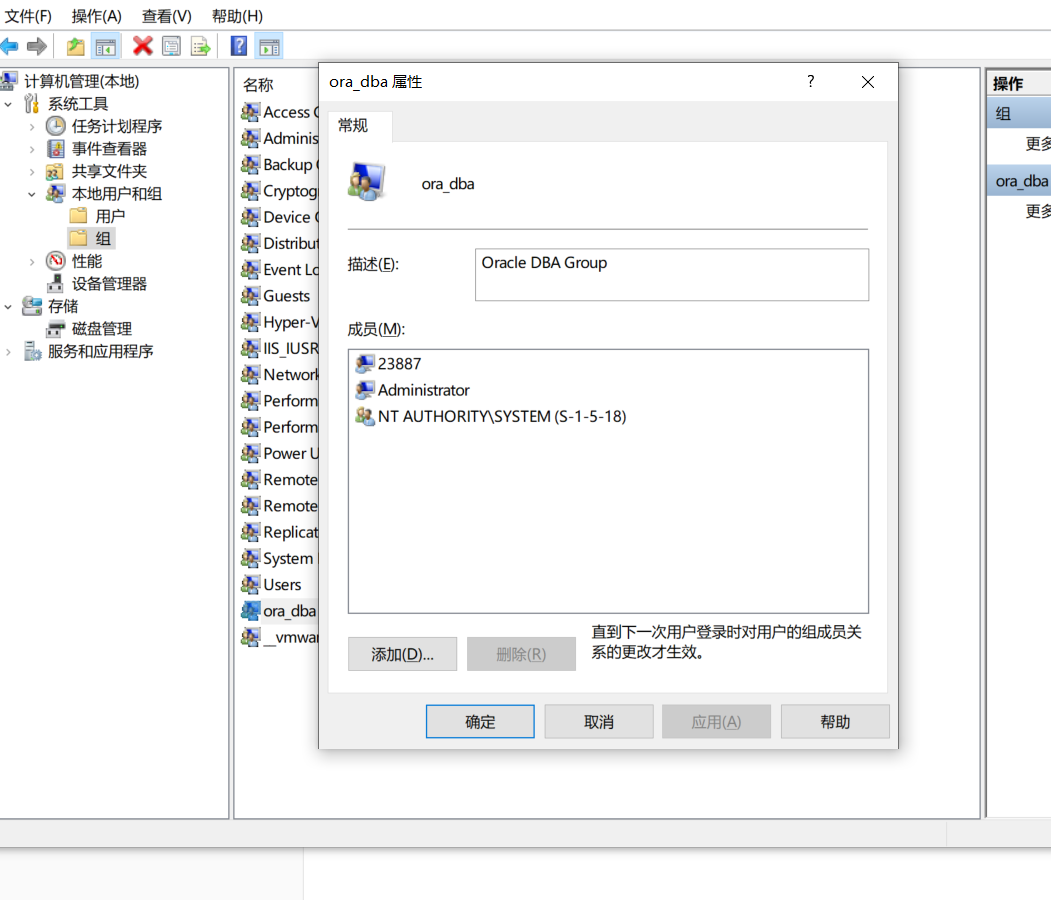 文件(F) 操作(A) 查看(V) 帮助(H)
计算机管理(本地)
系统工具
任务计划程序
事件查看器
共享文件夹
本地用户和组
用户
组
性能
设备管理器
存储
磁盘管理
服务和应用程序
名称
Access
Adminis
Backup
Cryptog
Device
Distribut
Event Lo
Guests
Hyper-V
IIS_IUSR
Network
Perform
Perform
Power U
Remote
Remote
Replicat
System
Users
ora_dba
__vmwar
ora_dba 属性
常规
ora_dba
描述(E):
Oracle DBA Group
成员(M):
23887
Administrator
NT AUTHORITY\SYSTEM (S-1-5-18)
添加(D)...
删除(R)
直到下一次用户登录时对用户的组成员关
系的更改才生效。
确定
取消
应用(A)
帮助
操作
组
更多
ora_dba
更多